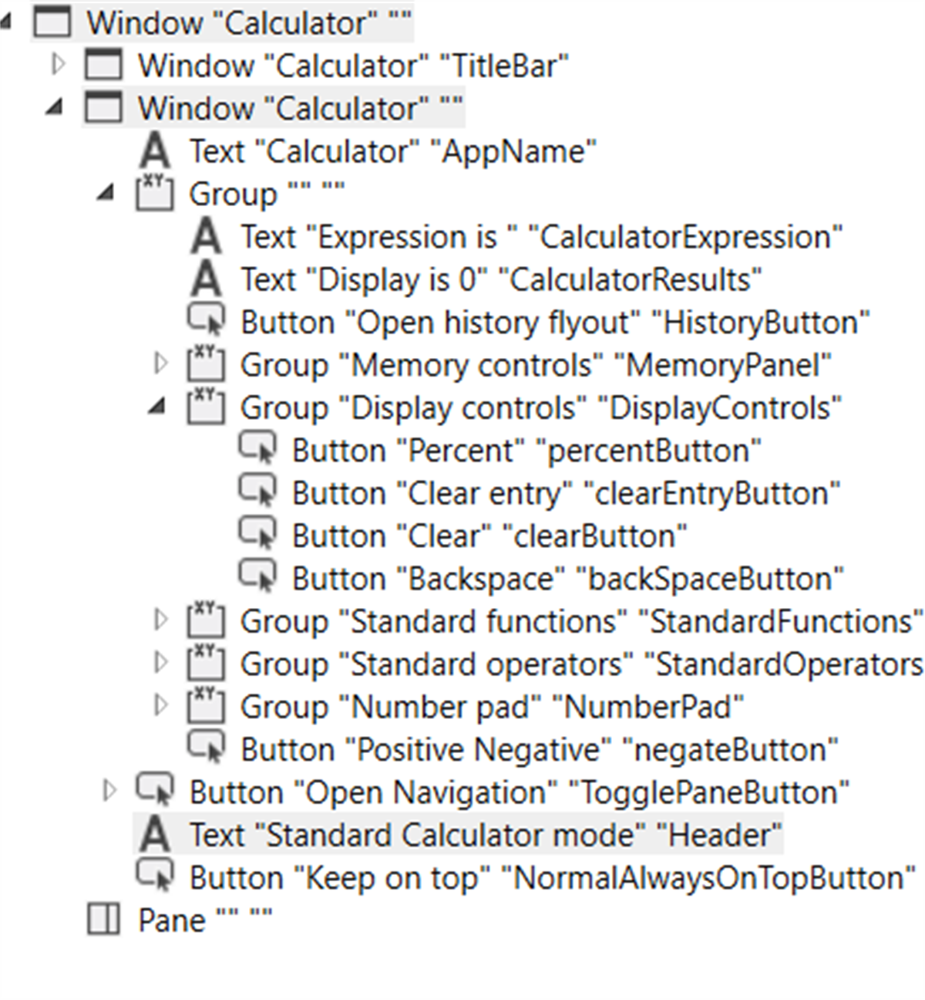 Window "Calculator" ""
Window "Calculator" "TitleBar"
Window "Calculator" ""
Text "Calculator" "AppName"
Group "" ""
Text "Expression is " "CalculatorExpression"
Text "Display is 0" "CalculatorResults"
Button "Open history flyout" "HistoryButton"
Group "Memory controls" "MemoryPanel"
Group "Display controls" "DisplayControls"
Button "Percent" "percentButton"
Button "Clear entry" "clearEntryButton"
Button "Clear" "clearButton"
Button "Backspace" "backSpaceButton"
Group "Standard functions" "StandardFunctions"
Group "Standard operators" "StandardOperators
Group "Number pad" "NumberPad"
Button "Positive Negative" "negateButton"
Button "Open Navigation" "TogglePaneButton"
Text "Standard Calculator mode" "Header"
Button "Keep on top" "NormalAlwaysOnTopButton"
Pane "" ""